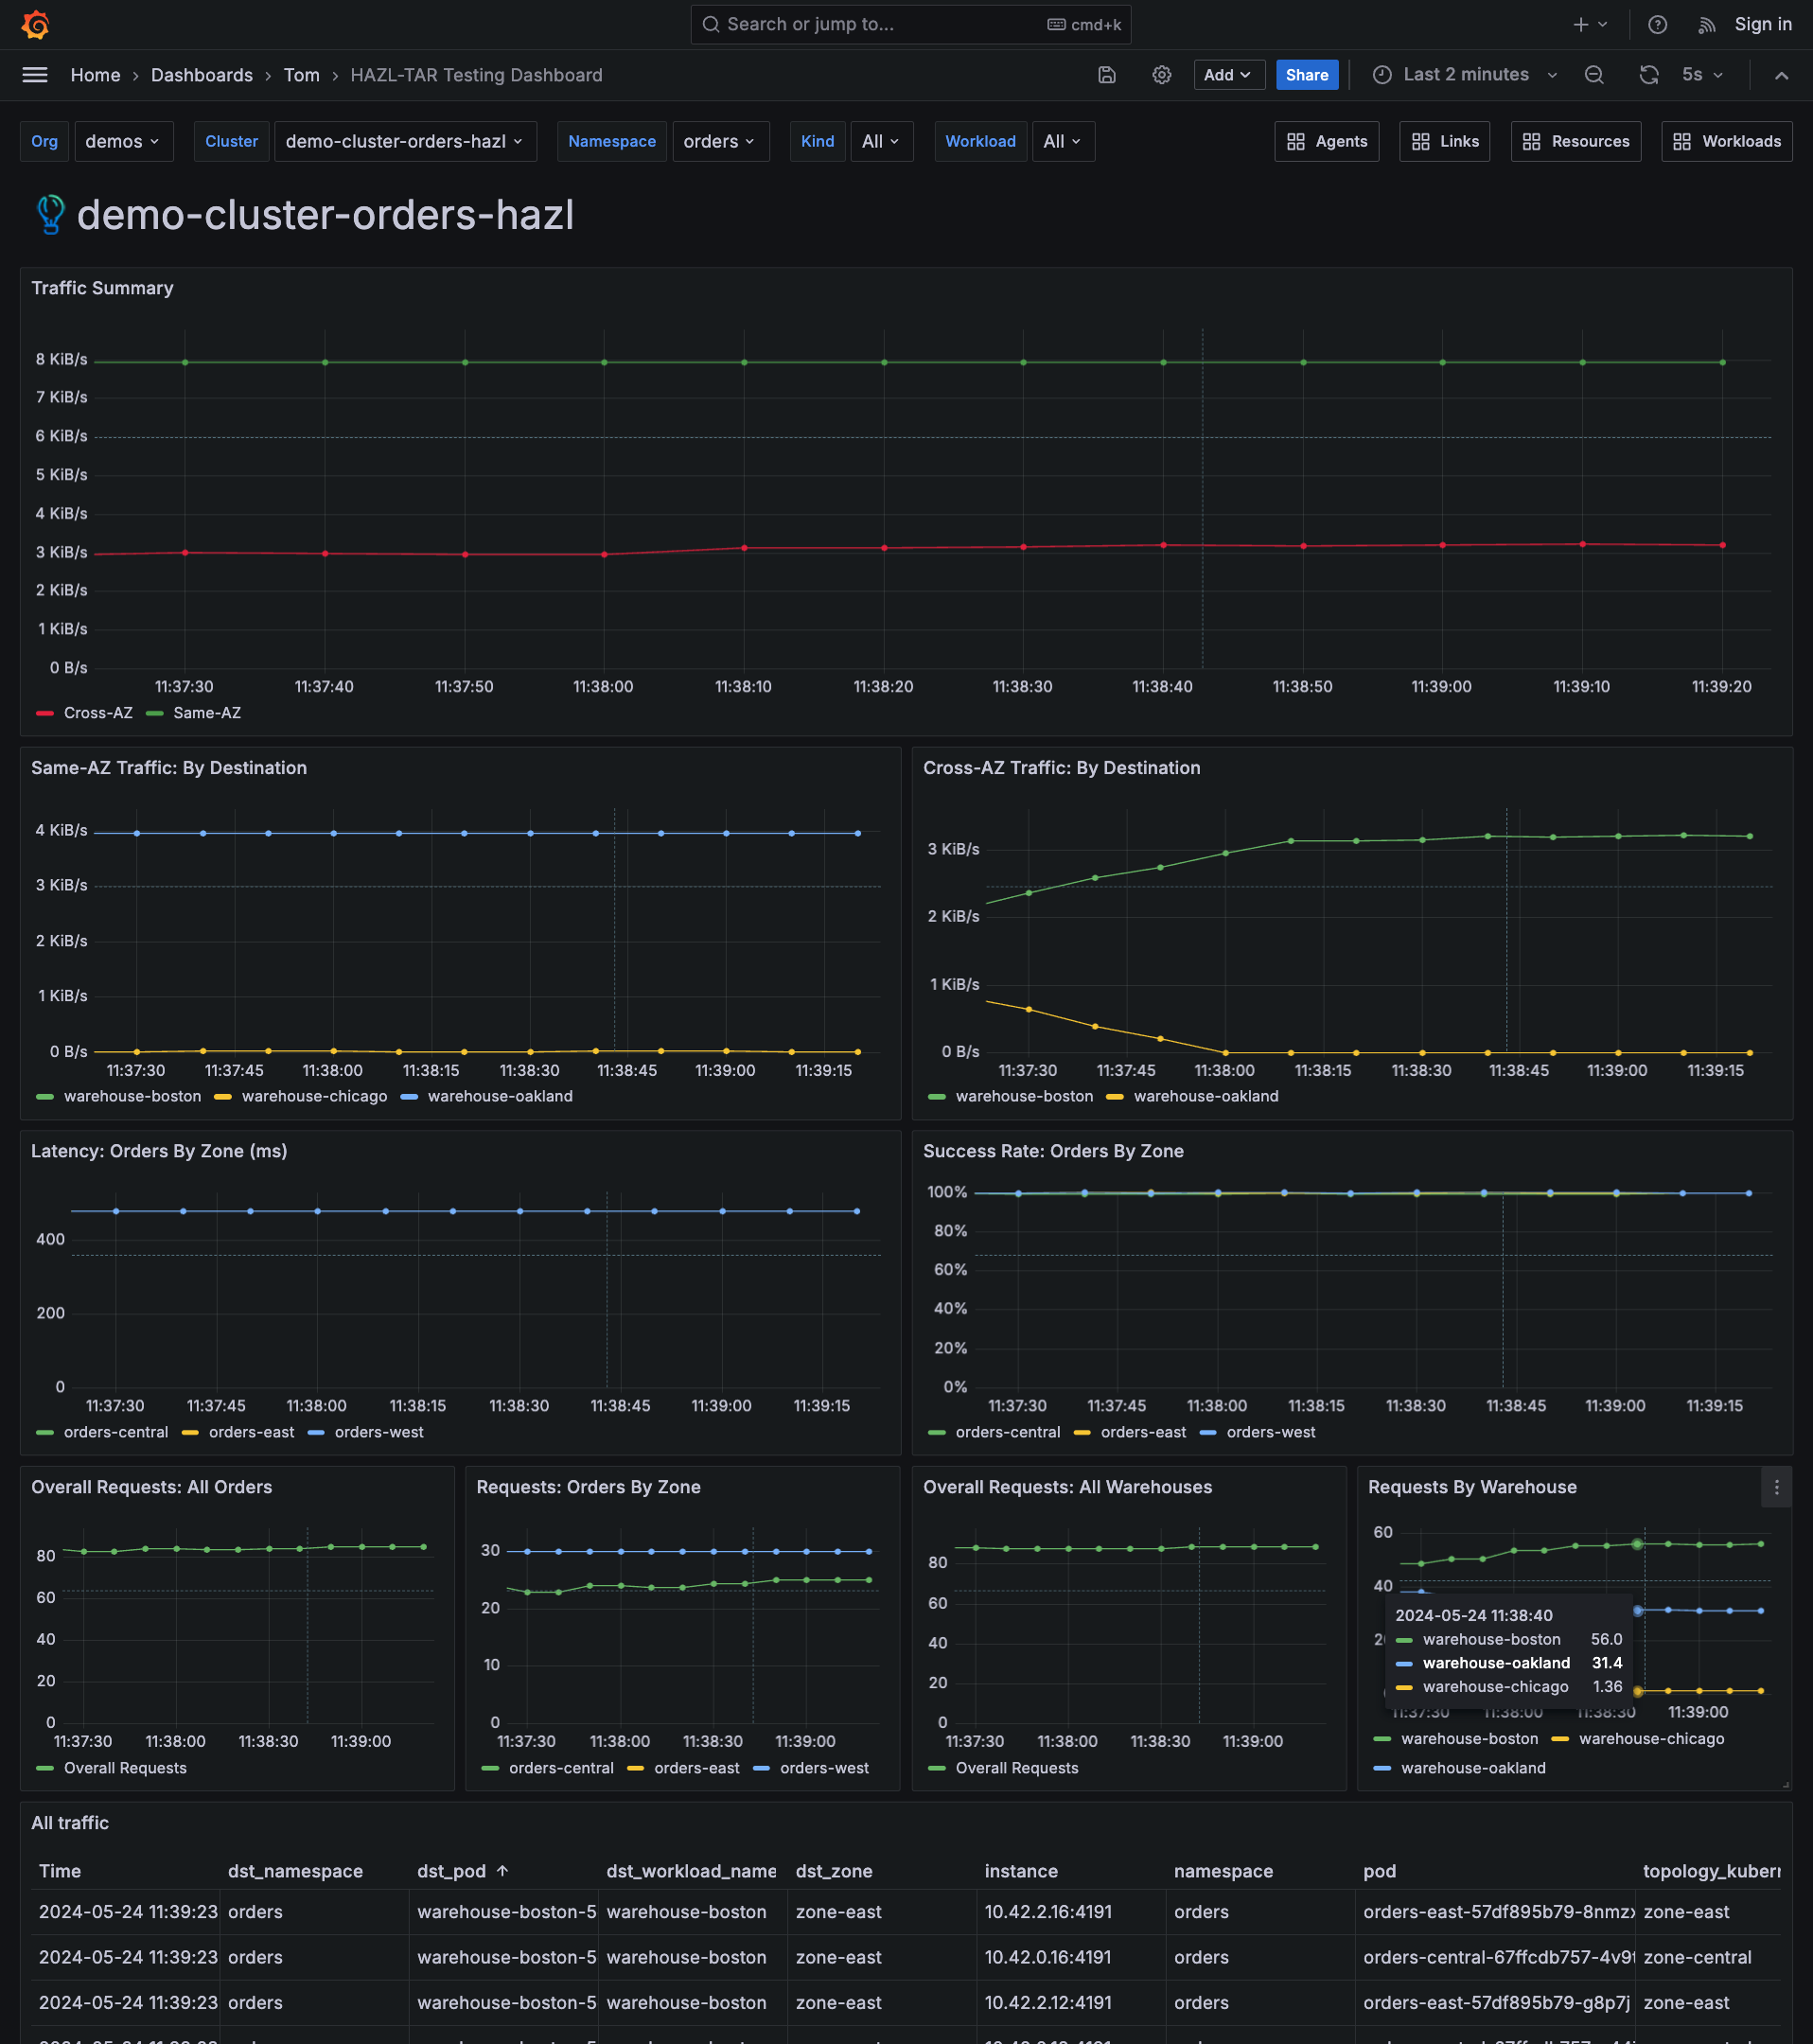 Search or jump to... cmd+k Sign in
Home › Dashboards › Tom › HAZL-TAR Testing Dashboard Add Share Last 2 minutes 5s
Org demos Cluster demo-cluster-orders-hazl Namespace orders Kind All Workload All Agents Links Resources Workloads
demo-cluster-orders-hazl
Traffic Summary
8 KiB/s
7 KiB/s
6 KiB/s
5 KiB/s
4 KiB/s
3 KiB/s
2 KiB/s
1 KiB/s
0 B/s
11:37:30 11:37:40 11:37:50 11:38:00 11:38:10 11:38:20 11:38:30 11:38:40 11:38:50 11:39:00 11:39:10 11:39:20
Cross-AZ Same-AZ
Same-AZ Traffic: By Destination
4 KiB/s
3 KiB/s
2 KiB/s
1 KiB/s
0 B/s
11:37:30 11:37:45 11:38:00 11:38:15 11:38:30 11:38:45 11:39:00 11:39:15
warehouse-boston warehouse-chicago warehouse-oakland
Cross-AZ Traffic: By Destination
3 KiB/s
2 KiB/s
1 KiB/s
0 B/s
11:37:30 11:37:45 11:38:00 11:38:15 11:38:30 11:38:45 11:39:00 11:39:15
warehouse-boston warehouse-oakland
Latency: Orders By Zone (ms)
400
200
0
11:37:30 11:37:45 11:38:00 11:38:15 11:38:30 11:38:45 11:39:00 11:39:15
orders-central orders-east orders-west
Success Rate: Orders By Zone
100%
80%
60%
40%
20%
0%
11:37:30 11:37:45 11:38:00 11:38:15 11:38:30 11:38:45 11:39:00 11:39:15
orders-central orders-east orders-west
Overall Requests: All Orders
80
60
40
20
0
11:37:30 11:38:00 11:38:30 11:39:00
Overall Requests
Requests: Orders By Zone
30
20
10
0
11:37:30 11:38:00 11:38:30 11:39:00
orders-central orders-east orders-west
Overall Requests: All Warehouses
80
60
40
20
0
11:37:30 11:38:00 11:38:30 11:39:00
Overall Requests
Requests By Warehouse
60
40
2024-05-24 11:38:40
warehouse-boston 56.0
warehouse-oakland 31.4
warehouse-chicago 1.36
11:37:30 11:38:00 11:38:30 11:39:00
warehouse-boston warehouse-chicago
warehouse-oakland
All traffic
Time dst_namespace dst_pod ↑ dst_workload_name dst_zone instance namespace pod topology_kuber
2024-05-24 11:39:23 orders warehouse-boston-5 warehouse-boston zone-east 10.42.2.16:4191 orders orders-east-57df895b79-8nmz zone-east
2024-05-24 11:39:23 orders warehouse-boston-5 warehouse-boston zone-east 10.42.0.16:4191 orders orders-central-67ffcdb757-4v9 zone-central
2024-05-24 11:39:23 orders warehouse-boston-5 warehouse-boston zone-east 10.42.2.12:4191 orders orders-east-57df895b79-g8p7j zone-east